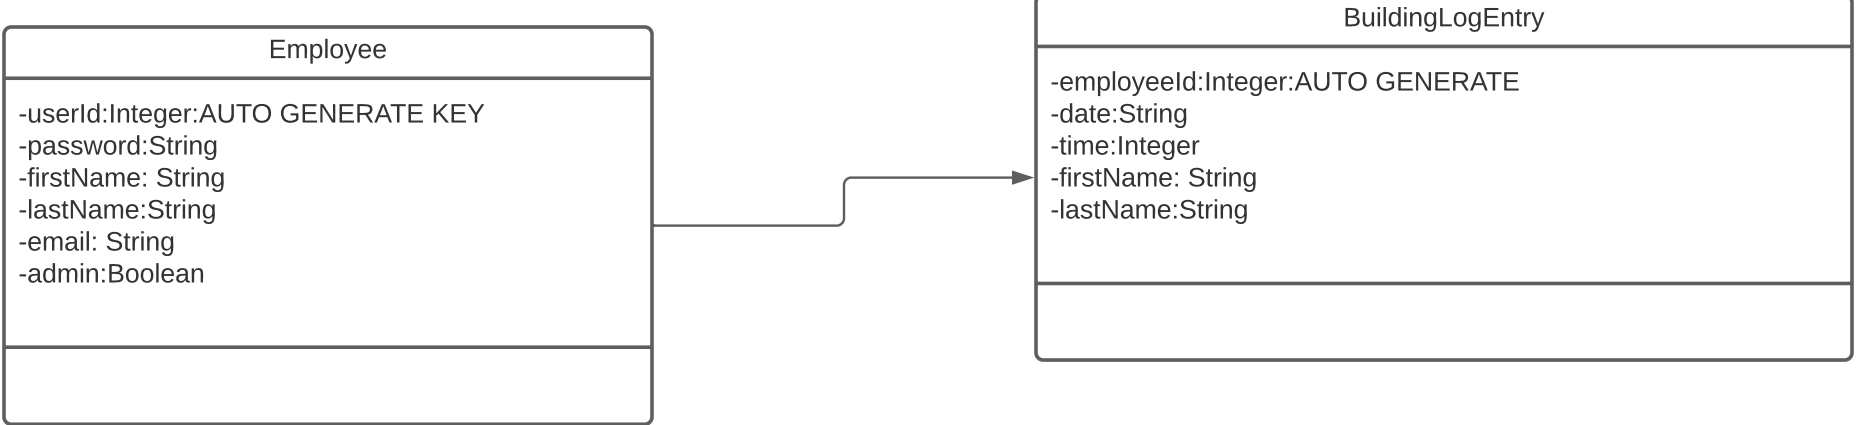 Employee
-userId:Integer:AUTO GENERATE KEY
-password:String
-firstName: String
-lastName:String
-email: String
-admin:Boolean
BuildingLogEntry
-employeeId:Integer:AUTO GENERATE
-date:String
-time:Integer
-firstName: String
-lastName:String